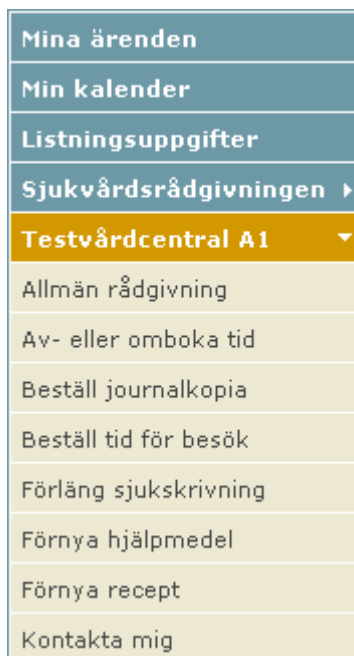 Mina ärenden
Min kalender
Listningsuppgifter
Sjukvårdsrådgivningen
Testvårdcentral A1
Allmän rådgivning
Av- eller omboka tid
Beställ journalkopia
Beställ tid för besök
Förläng sjukskrivning
Förnya hjälpmedel
Förnya recept
Kontakta mig